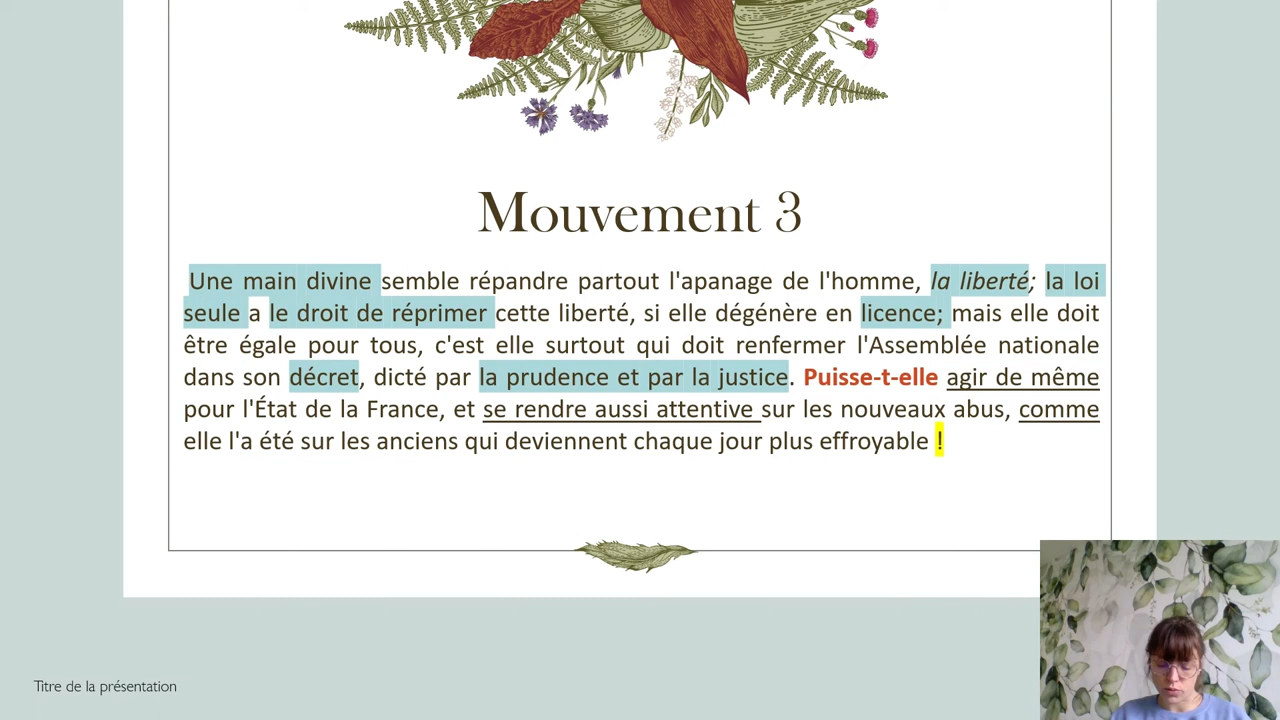 Mouvement 3
Une main divine semble répandre partout l'apanage de l'homme, la liberté; la loi
seule a le droit de réprimer cette liberté, si elle dégénère en licence; mais elle doit
être égale pour tous, c'est elle surtout qui doit renfermer l'Assemblée nationale
dans son décret, dicté par la prudence et par la justice. Puisse-t-elle agir de même
pour l'État de la France, et se rendre aussi attentive sur les nouveaux abus, comme
elle l'a été sur les anciens qui deviennent chaque jour plus effroyable !
Titre de la présentation